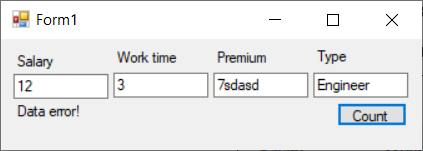 Form1
Salary Work time Premium Type
12 3 7sdasd Engineer
Data error! Count